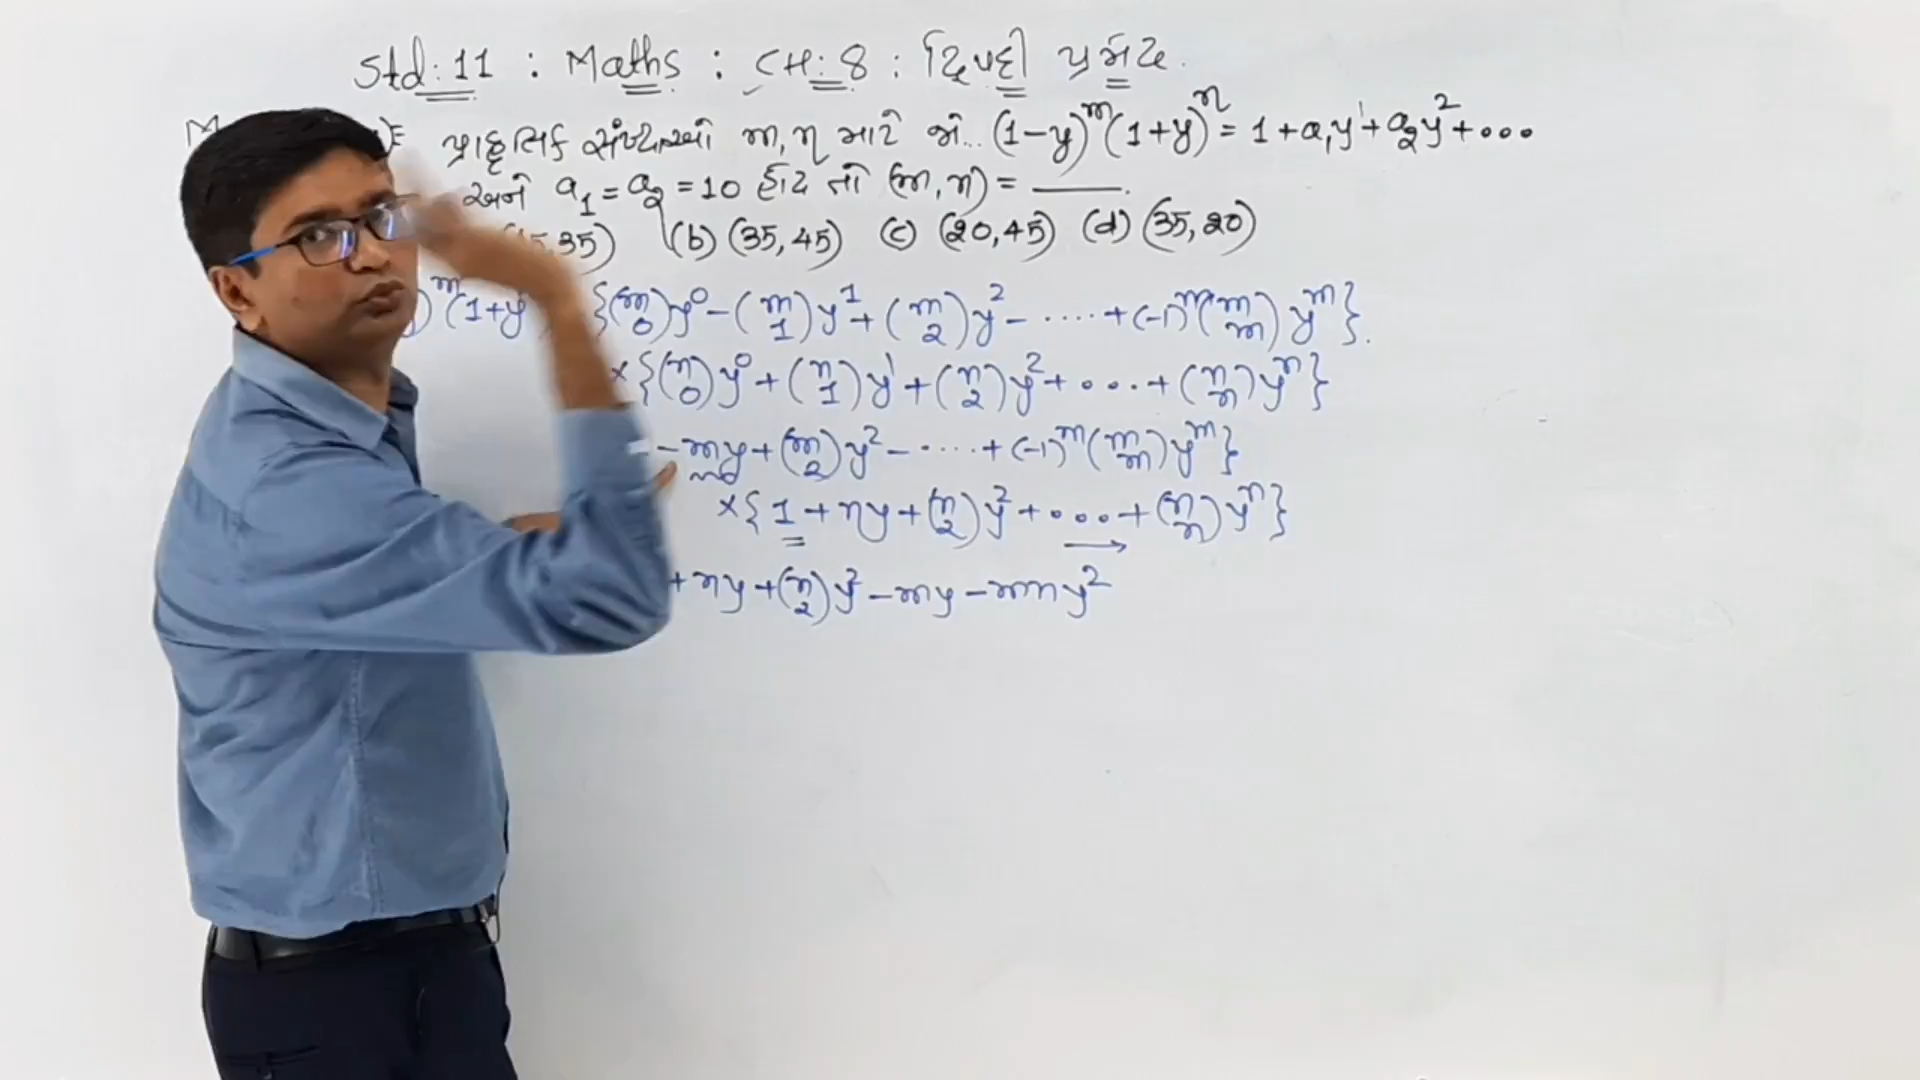 Std: 11 : Maths : CH: 8 : દ્વિપદી પ્રમેય.
પ્રાકૃતિક સંખ્યાઓ m, n માટે જો.. (1-y)^m (1+y)^n = 1 + a₁y¹ + a₂y² + ...
અને a₁ = a₂ = 10 હોય તો (m, n) = ____.
35) (b) (35, 45) (c) (20, 45) (d) (35, 20)
)^m (1+y {(m 0)y⁰ - (m 1)y¹ + (m 2)y² - ..... + (-1)^m (m m) y^m}.
×{(n 0)y⁰ + (n 1)y¹ + (n 2)y² + .... + (n n)y^n}
- my + (m 2)y² - ..... + (-1)^m (m m) y^m}
×{1 + ny + (n 2)y² + .... + (n n) y^n}
+ ny + (n 2)y² - my - mny²